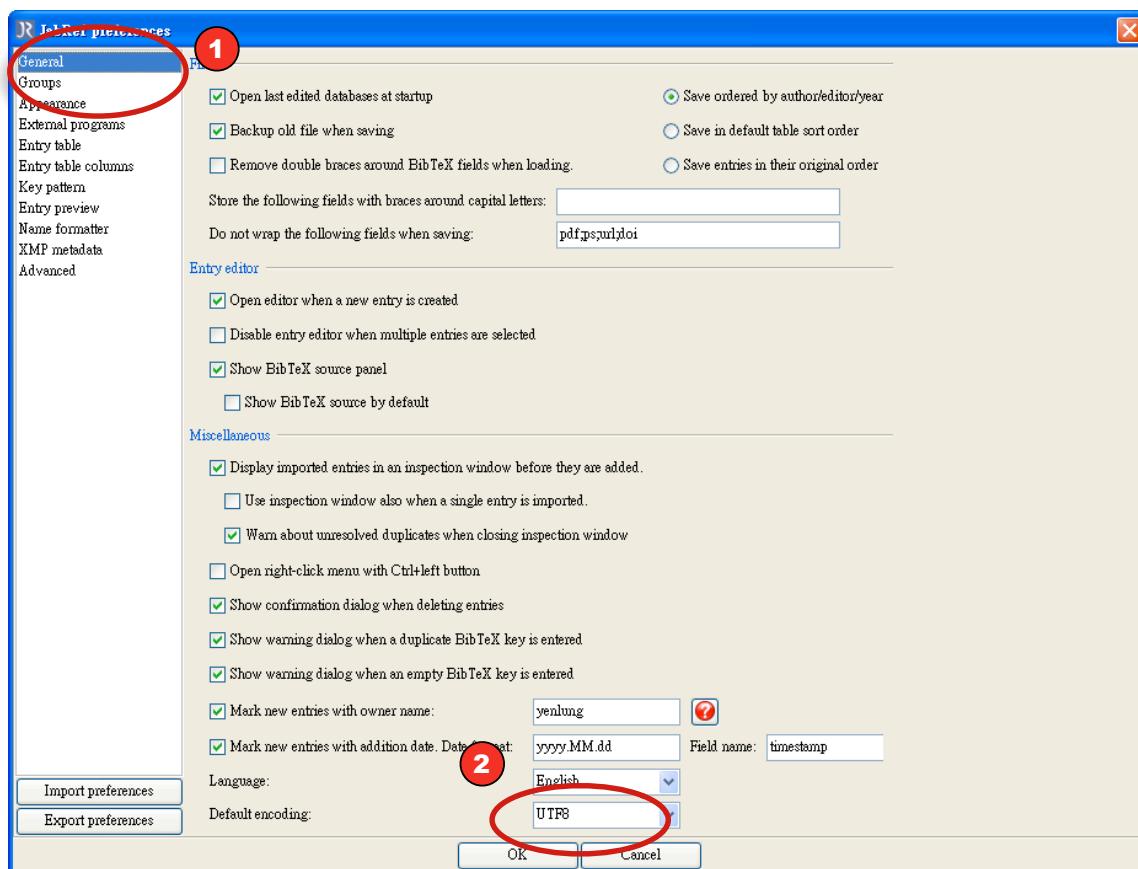 JabRef preferences
1
General
Groups
Appearance
External programs
Entry table
Entry table columns
Key pattern
Entry preview
Name formatter
XMP metadata
Advanced
Import preferences
Export preferences
Open last edited databases at startup
Save ordered by author/editor/year
Backup old file when saving
Save in default table sort order
Remove double braces around BibTeX fields when loading.
Save entries in their original order
Store the following fields with braces around capital letters:
Do not wrap the following fields when saving: pdf;ps;url;doi
Entry editor
Open editor when a new entry is created
Disable entry editor when multiple entries are selected
Show BibTeX source panel
Show BibTeX source by default
Miscellaneous
Display imported entries in an inspection window before they are added.
Use inspection window also when a single entry is imported.
Warn about unresolved duplicates when closing inspection window
Open right-click menu with Ctrl+left button
Show confirmation dialog when deleting entries
Show warning dialog when a duplicate BibTeX key is entered
Show warning dialog when an empty BibTeX key is entered
Mark new entries with owner name: yenlung
Mark new entries with addition date. Date format: yyyy.MM.dd Field name: timestamp
2
Language: English
Default encoding: UTF8
OK Cancel